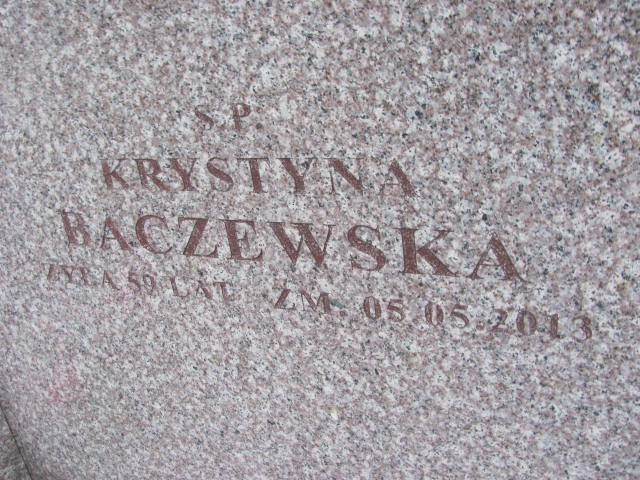 Ś.P.
KRYSTYNA
BACZEWSKA
ŻYŁA 59 LAT ZM. 05.05.2013